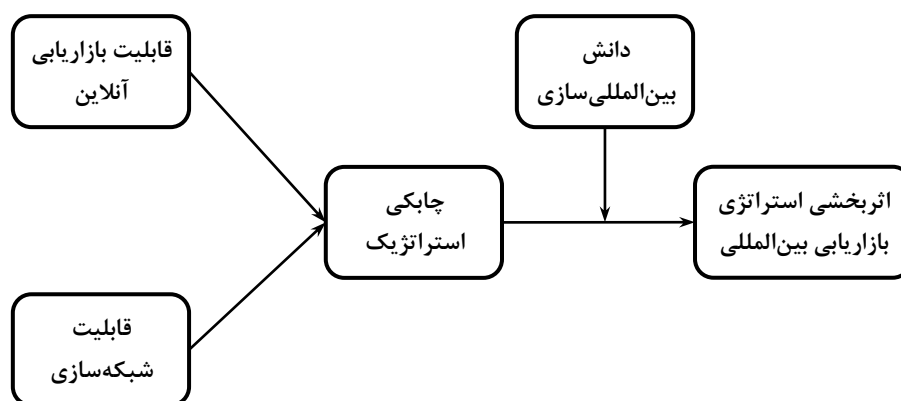 قابلیت بازاریابی
آنلاین
دانش
بین‌المللی‌سازی
چابکی
استراتژیک
اثربخشی استراتژی
بازاریابی بین‌المللی
قابلیت
شبکه‌سازی